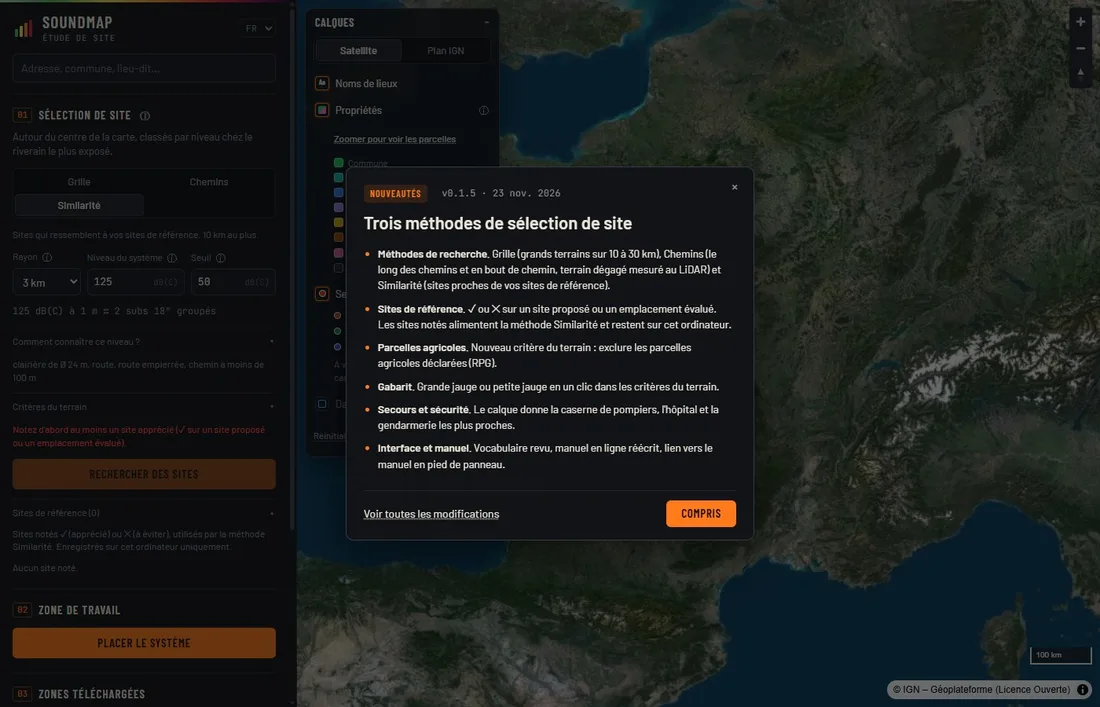 SOUNDMAP
ÉTUDE DE SITE
FR
Adresse, commune, lieu-dit...
01 SÉLECTION DE SITE
Autour du centre de la carte, classés par niveau chez le
riverain le plus exposé.
Grille Chemins
Similarité
Sites qui ressemblent à vos sites de référence. 10 km au plus
Rayon Niveau du système Seuil
3 km 125 dB(C) 50 dB(C)
125 dB(C) à 1 m = 2 subs 18" groupés
Comment connaître ce niveau ?
clairière de Ø 24 m, route, route empierrée, chemin à moins de
100 m
Critères du terrain
Notez d'abord au moins un site apprécié (✓ sur un site proposé
ou un emplacement évalué).
RECHERCHER DES SITES
Sites de référence (0)
Sites notés ✓ (apprécié) ou ✕ (à éviter), utilisés par la méthode
Similarité. Enregistrés sur cet ordinateur uniquement.
Aucun site noté.
02 ZONE DE TRAVAIL
PLACER LE SYSTÈME
03 ZONES TÉLÉCHARGÉES
CALQUES −
Satellite Plan IGN
Aa Noms de lieux
Propriétés
Zoomer pour voir les parcelles
Commune
NOUVEAUTÉS v0.1.5 · 23 nov. 2026 ×
Trois méthodes de sélection de site
Méthodes de recherche. Grille (grands terrains sur 10 à 30 km), Chemins (le
long des chemins et en bout de chemin, terrain dégagé mesuré au LiDAR) et
Similarité (sites proches de vos sites de référence).
Sites de référence. ✓ ou ✕ sur un site proposé ou un emplacement évalué.
Les sites notés alimentent la méthode Similarité et restent sur cet ordinateur.
Parcelles agricoles. Nouveau critère du terrain : exclure les parcelles
agricoles déclarées (RPG).
Gabarit. Grande jauge ou petite jauge en un clic dans les critères du terrain.
Secours et sécurité. Le calque donne la caserne de pompiers, l'hôpital et la
gendarmerie les plus proches.
Interface et manuel. Vocabulaire revu, manuel en ligne réécrit, lien vers le
manuel en pied de panneau.
Voir toutes les modifications
COMPRIS
+
−
100 km
© IGN – Géoplateforme (Licence Ouverte)